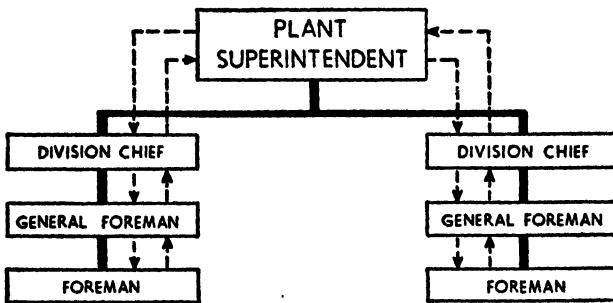 PLANT
SUPERINTENDENT
DIVISION CHIEF
DIVISION CHIEF
GENERAL FOREMAN
GENERAL FOREMAN
FOREMAN
FOREMAN